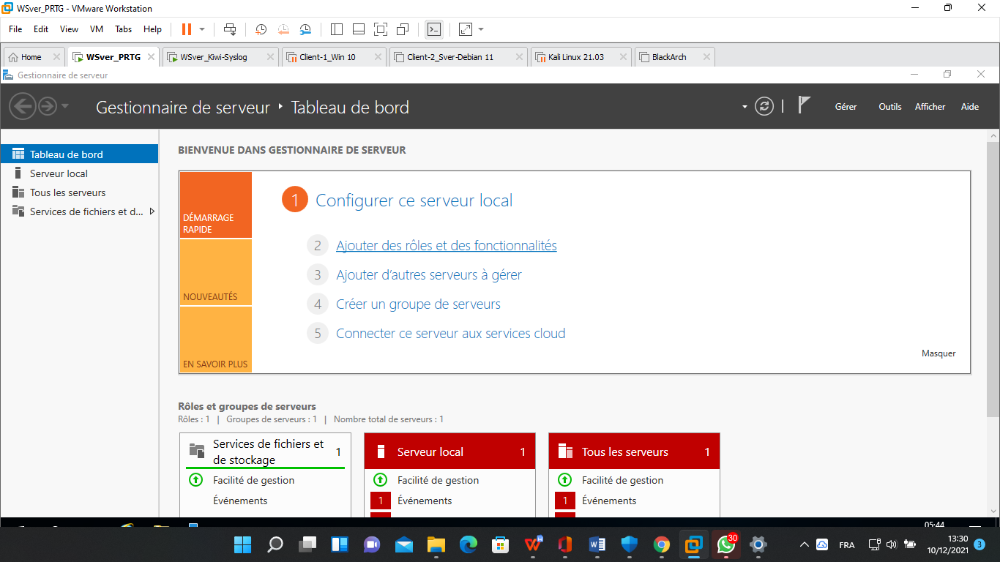 WSver_PRTG - VMware Workstation
File Edit View VM Tabs Help
Home WSver_PRTG WSver_Kiwi-Syslog Client-1_Win 10 Client-2_Sver-Debian 11 Kali Linux 21.03 BlackArch
Gestionnaire de serveur
Gestionnaire de serveur Tableau de bord
Gérer Outils Afficher Aide
Tableau de bord
Serveur local
Tous les serveurs
Services de fichiers et d...
BIENVENUE DANS GESTIONNAIRE DE SERVEUR
DÉMARRAGE
RAPIDE
NOUVEAUTÉS
EN SAVOIR PLUS
1 Configurer ce serveur local
2 Ajouter des rôles et des fonctionnalités
3 Ajouter d'autres serveurs à gérer
4 Créer un groupe de serveurs
5 Connecter ce serveur aux services cloud
Masquer
Rôles et groupes de serveurs
Rôles : 1 | Groupes de serveurs : 1 | Nombre total de serveurs : 1
Services de fichiers et
de stockage 1
Facilité de gestion
Événements
Serveur local 1
Facilité de gestion
1 Événements
Tous les serveurs 1
Facilité de gestion
1 Événements
05:44
30
FRA
13:30
10/12/2021
3